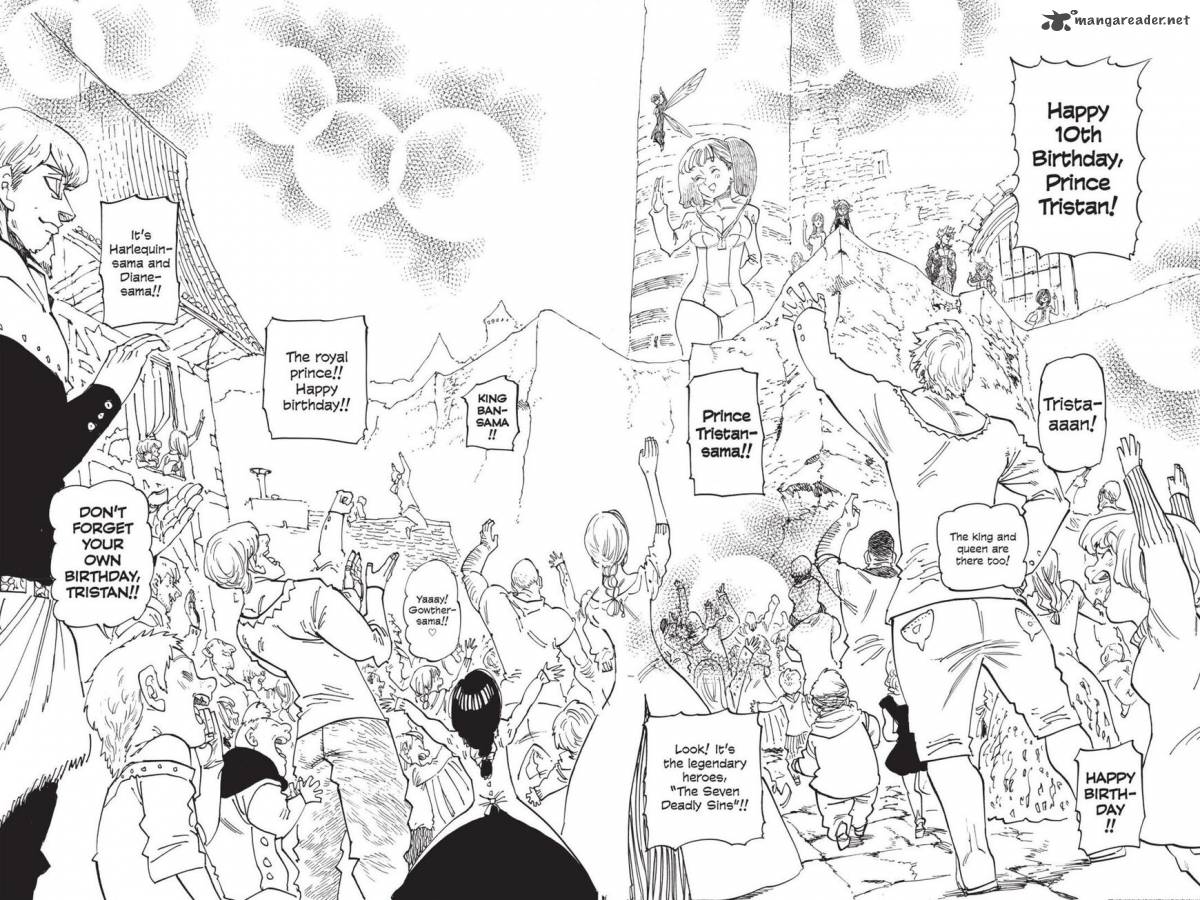 mangareader.net
Happy
10th
Birthday,
Prince
Tristan!
Trista-
aaan!
The king and
queen are
there too!
HAPPY
BIRTH-
DAY
!!
Prince
Tristan-
sama!!
Look! It's
the legendary
heroes,
"The Seven
Deadly Sins"!!
KING
BAN-
SAMA
!!
Yaaay!
Gowther-
sama!!
♡
The royal
prince!!
Happy
birthday!!
It's
Harlequin-
sama and
Diane-
sama!!
DON'T
FORGET
YOUR
OWN
BIRTHDAY,
TRISTAN!!